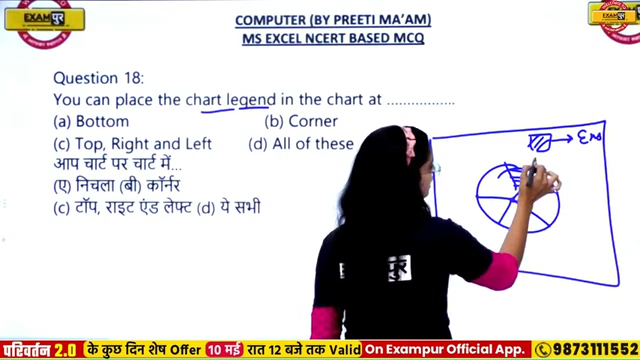 EXAMपुर
COMPUTER (BY PREETI MA'AM)
MS EXCEL NCERT BASED MCQ
EXAMपुर
Question 18:
You can place the chart legend in the chart at .................
(a) Bottom (b) Corner
(c) Top, Right and Left (d) All of these
आप चार्ट पर चार्ट में...
(ए) निचला (बी) कॉर्नर
(c) टॉप, राइट एंड लेफ्ट (d) ये सभी
पुर
परिवर्तन 2.0 के कुछ दिन शेष Offer 10 मई रात 12 बजे तक Valid On Exampur Official App. 9873111552